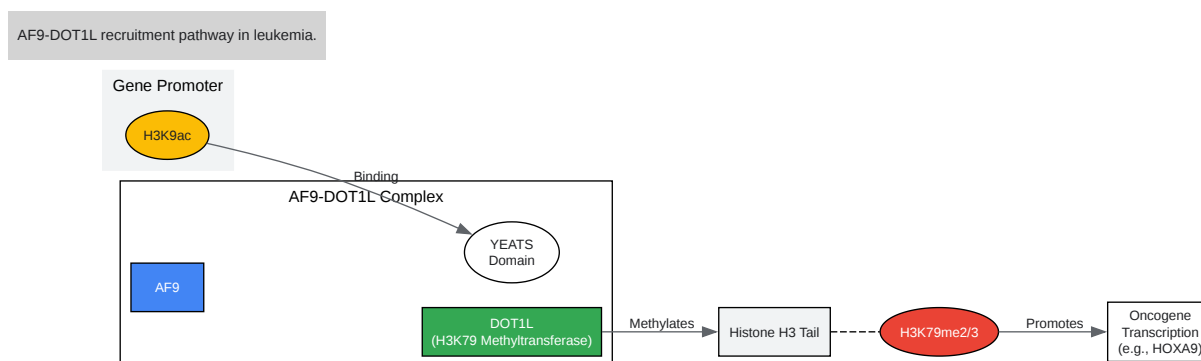 AF9-DOT1L recruitment pathway in leukemia.
Gene Promoter
H3K9ac
Binding
AF9-DOT1L Complex
YEATS
Domain
AF9
DOT1L
(H3K79 Methyltransferase)
Methylates
Histone H3 Tail
H3K79me2/3
Promotes
Oncogene
Transcription
(e.g., HOXA9)